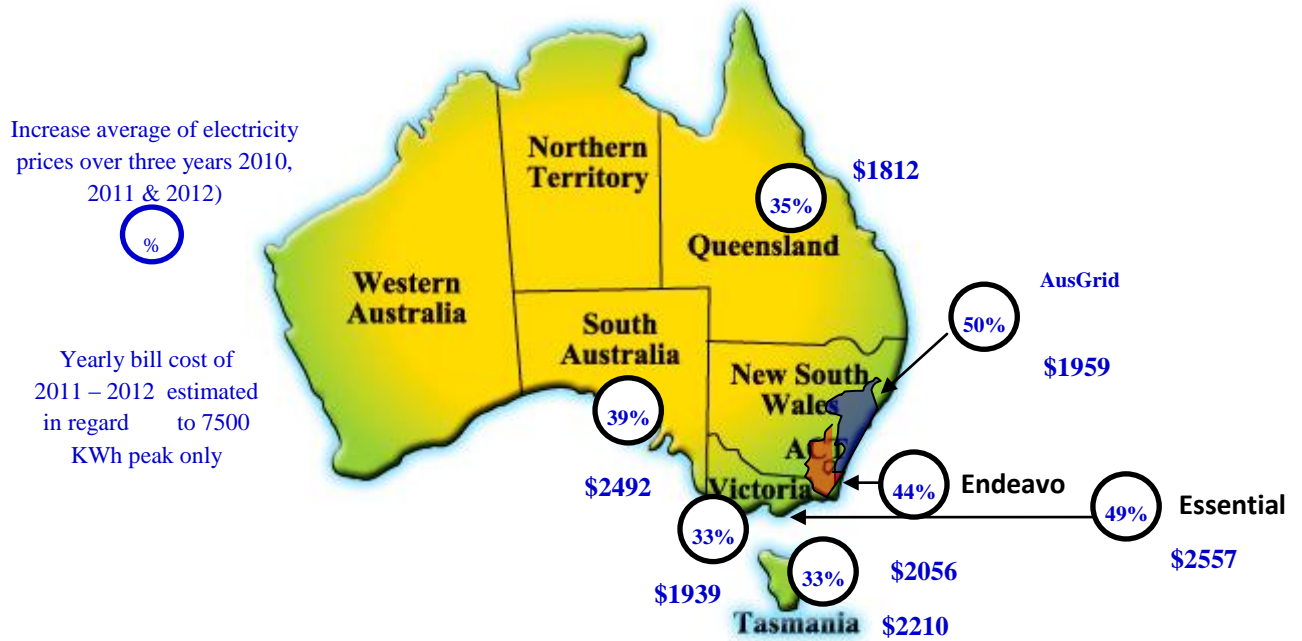 Increase average of electricity
prices over three years 2010,
2011 & 2012)
%
Yearly bill cost of
2011 – 2012 estimated
in regard to 7500
KWh peak only
Northern
Territory
$1812
35%
Queensland
Western
Australia
South
Australia
AusGrid
50%
$1959
New South
Wales
39%
ACT
$2492
Victoria
44%
Endeavo
49%
Essential
33%
$2557
$1939
33%
$2056
Tasmania
$2210